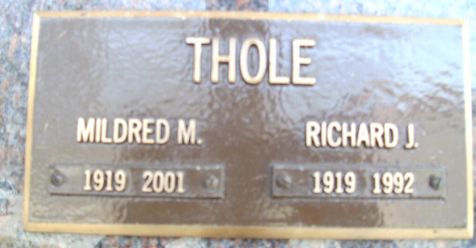 THOLE
MILDRED M. RICHARD J.
1919 2001 1919 1992